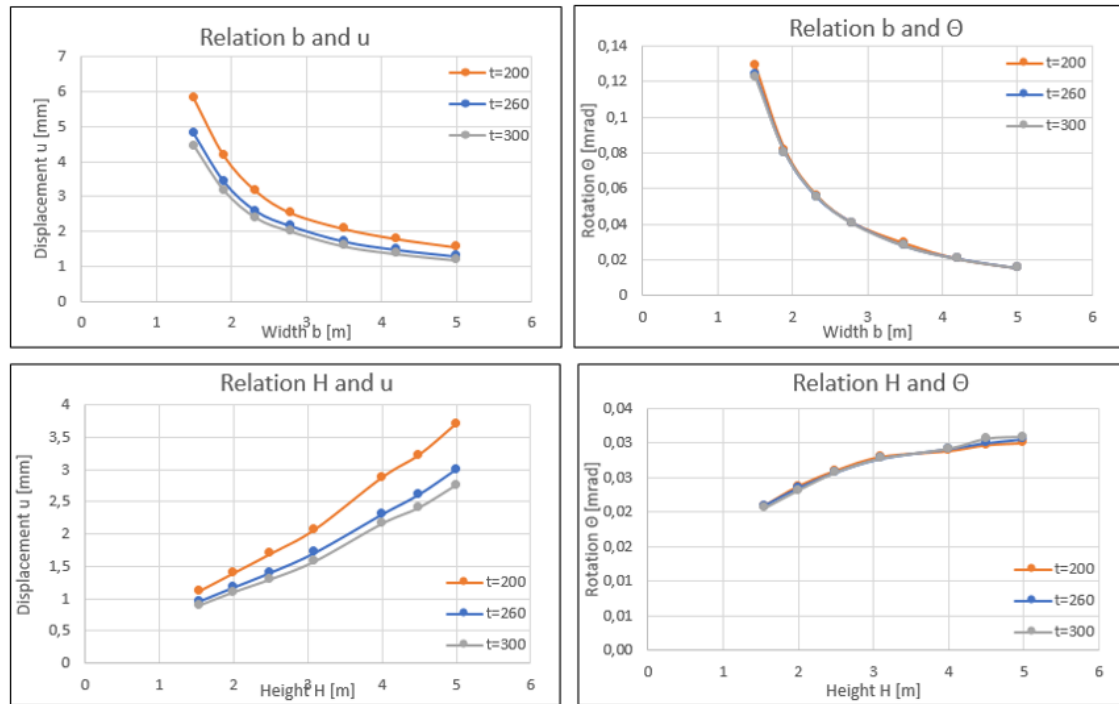 Relation b and u
Displacement u [mm]
7
6
5
4
3
2
1
0
0 1 2 3 4 5 6
Width b [m]
t=200
t=260
t=300
Relation b and Θ
Rotation Θ [mrad]
0,14
0,12
0,1
0,08
0,06
0,04
0,02
0
0 1 2 3 4 5 6
Width b [m]
t=200
t=260
t=300
Relation H and u
Displacement u [mm]
4
3,5
3
2,5
2
1,5
1
0,5
0
0 1 2 3 4 5 6
Height H [m]
t=200
t=260
t=300
Relation H and Θ
Rotation Θ [mrad]
0,04
0,03
0,03
0,02
0,02
0,01
0,01
0,00
0 1 2 3 4 5 6
Height H [m]
t=200
t=260
t=300